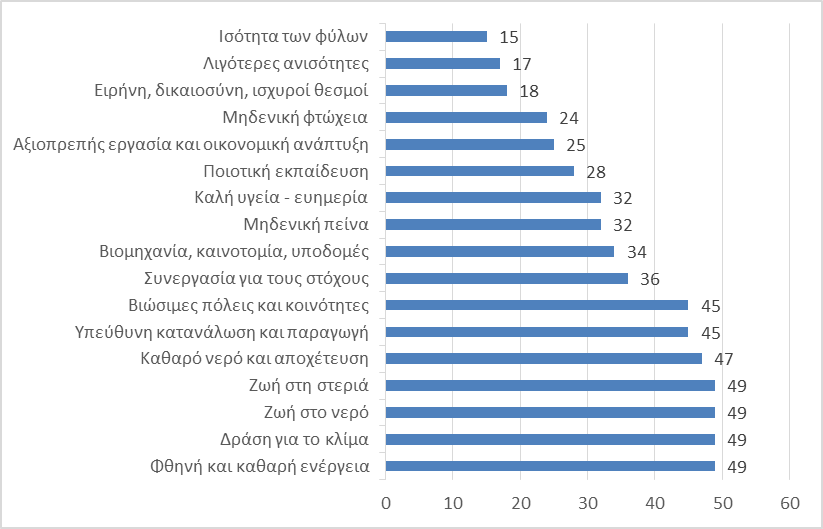 Ισότητα των φύλων 15
Λιγότερες ανισότητες 17
Ειρήνη, δικαιοσύνη, ισχυροί θεσμοί 18
Μηδενική φτώχεια 24
Αξιοπρεπής εργασία και οικονομική ανάπτυξη 25
Ποιοτική εκπαίδευση 28
Καλή υγεία - ευημερία 32
Μηδενική πείνα 32
Βιομηχανία, καινοτομία, υποδομές 34
Συνεργασία για τους στόχους 36
Βιώσιμες πόλεις και κοινότητες 45
Υπεύθυνη κατανάλωση και παραγωγή 45
Καθαρό νερό και αποχέτευση 47
Ζωή στη στεριά 49
Ζωή στο νερό 49
Δράση για το κλίμα 49
Φθηνή και καθαρή ενέργεια 49
0 10 20 30 40 50 60